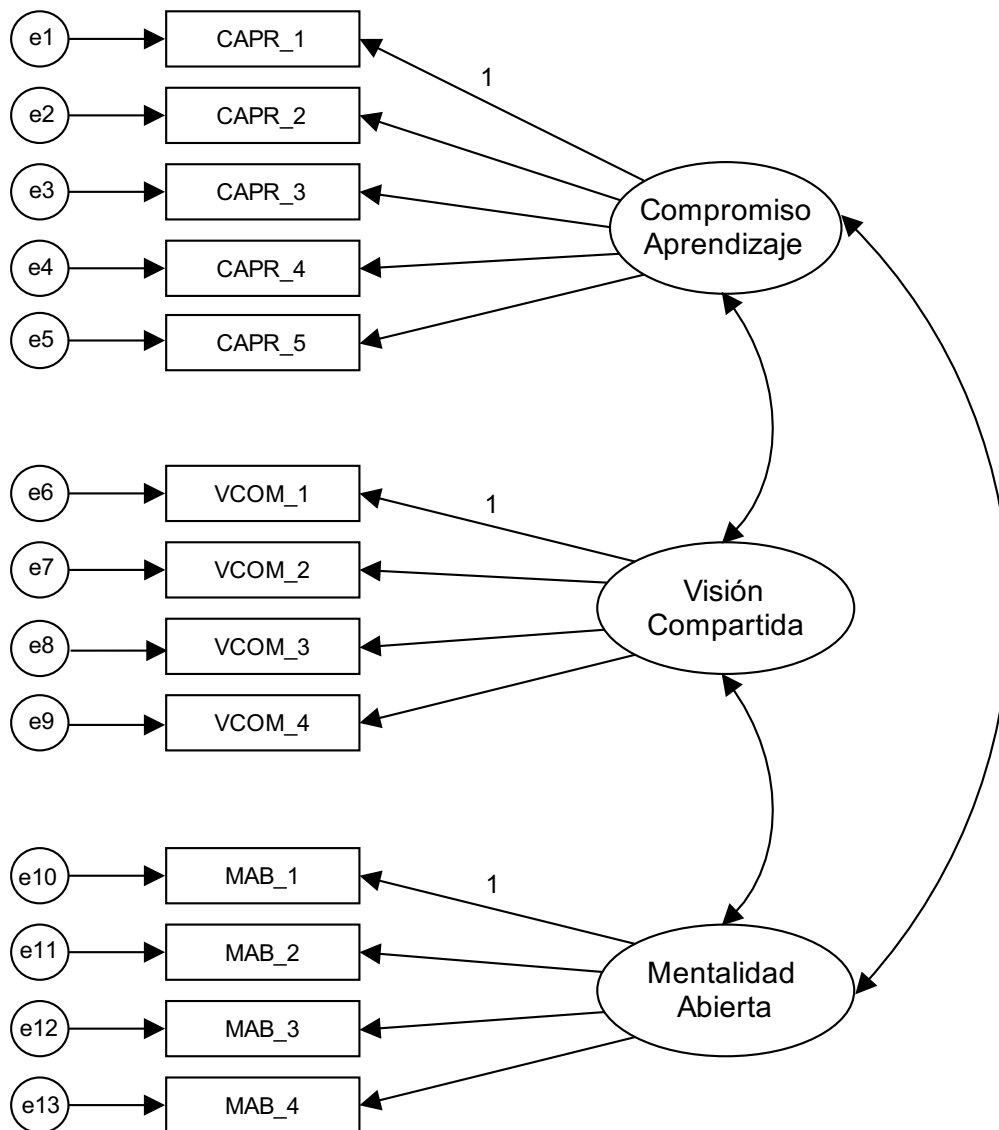 e1
CAPR_1
1
e2
CAPR_2
e3
CAPR_3
e4
CAPR_4
e5
CAPR_5
Compromiso
Aprendizaje
e6
VCOM_1
1
e7
VCOM_2
e8
VCOM_3
e9
VCOM_4
Visión
Compartida
e10
MAB_1
1
e11
MAB_2
e12
MAB_3
e13
MAB_4
Mentalidad
Abierta